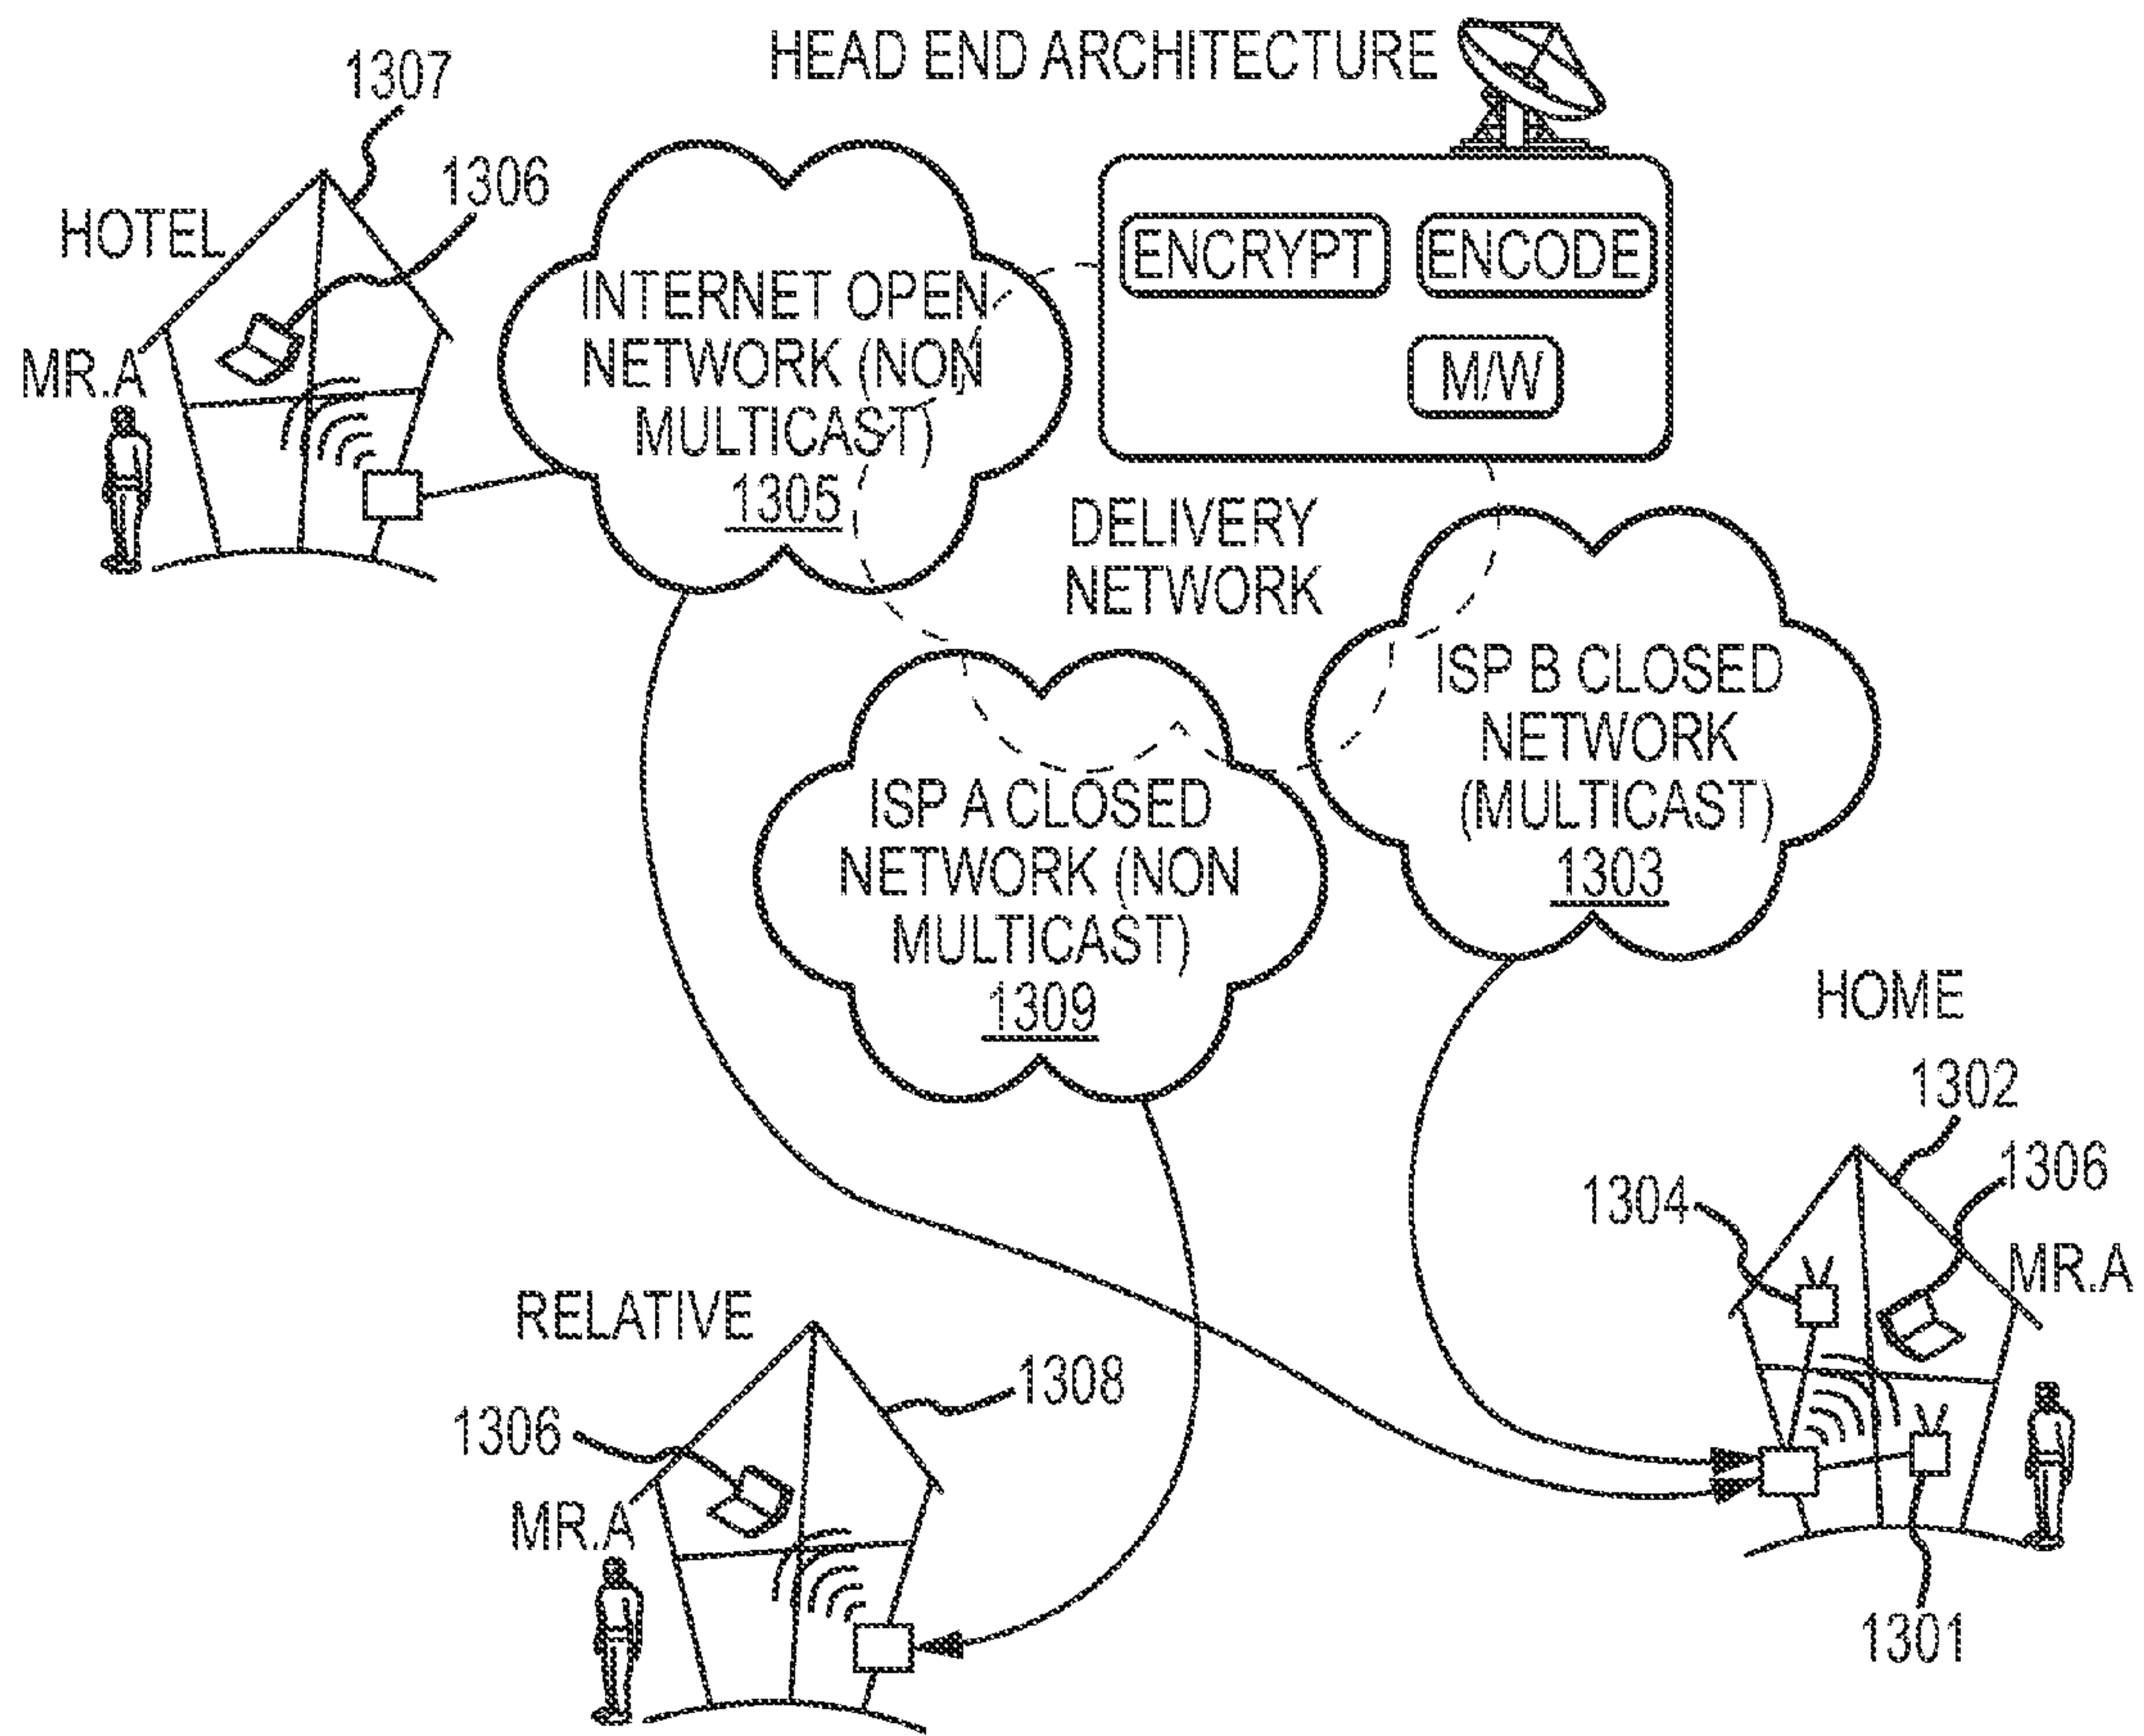 HEAD END ARCHITECTURE
1307
1306
HOTEL
MR.A
ENCRYPT
ENCODE
M/W
INTERNET OPEN
NETWORK (NON
MULTICAST)
1305
DELIVERY
NETWORK
ISP B CLOSED
NETWORK
(MULTICAST)
1303
ISP A CLOSED
NETWORK (NON
MULTICAST)
1309
HOME
1302
1306
1304
MR.A
1301
RELATIVE
1308
1306
MR.A